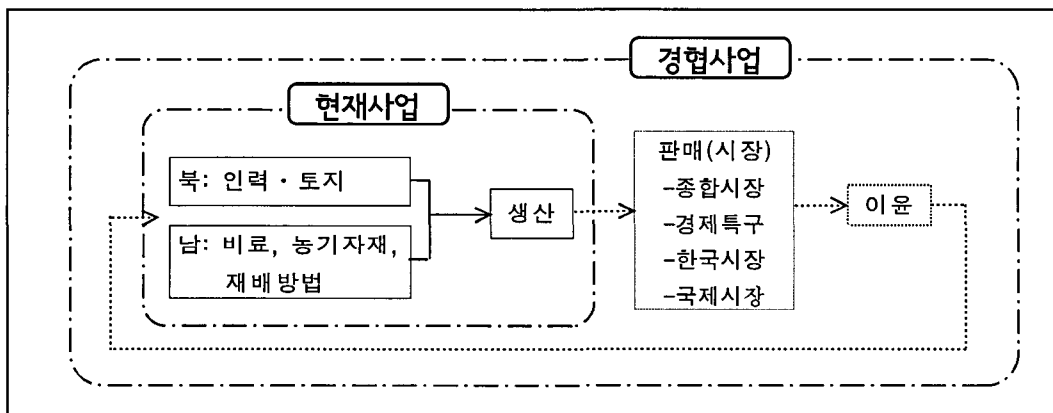 경협사업
현재사업
북: 인력・토지
남: 비료, 농기자재,
재배방법
생산
판매(시장)
-종합시장
-경제특구
-한국시장
-국제시장
이윤